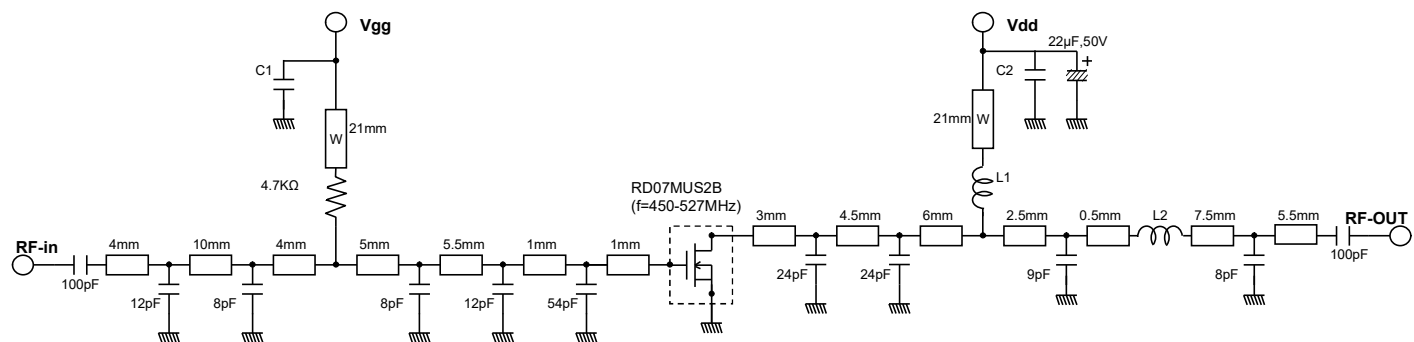 Vgg
Vdd
22µF,50V
+
C1
C2
W
21mm
21mm
W
4.7KΩ
L1
RD07MUS2B
(f=450-527MHz)
3mm
4.5mm
6mm
2.5mm
0.5mm
L2
7.5mm
5.5mm
RF-OUT
RF-in
4mm
10mm
4mm
5mm
5.5mm
1mm
1mm
100pF
12pF
8pF
8pF
12pF
54pF
24pF
24pF
9pF
8pF
100pF